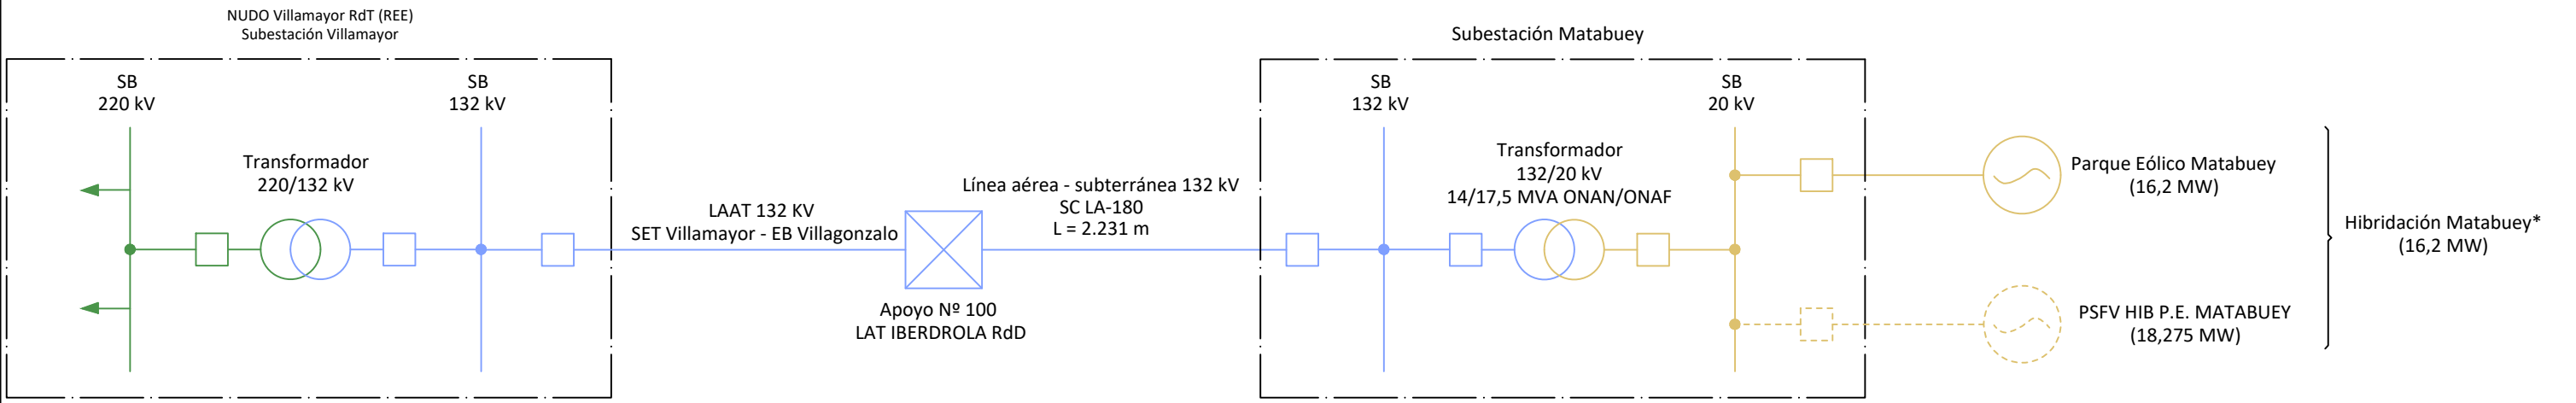 NUDO Villamayor RdT (REE)
Subestación Villamayor
SB
220 kV
SB
132 kV
Transformador
220/132 kV
LAAT 132 KV
SET Villamayor - EB Villagonzalo
Apoyo Nº 100
LAT IBERDROLA RdD
Línea aérea - subterránea 132 kV
SC LA-180
L = 2.231 m
Subestación Matabuey
SB
132 kV
SB
20 kV
Transformador
132/20 kV
14/17,5 MVA ONAN/ONAF
Parque Eólico Matabuey
(16,2 MW)
PSFV HIB P.E. MATABUEY
(18,275 MW)
Hibridación Matabuey*
(16,2 MW)